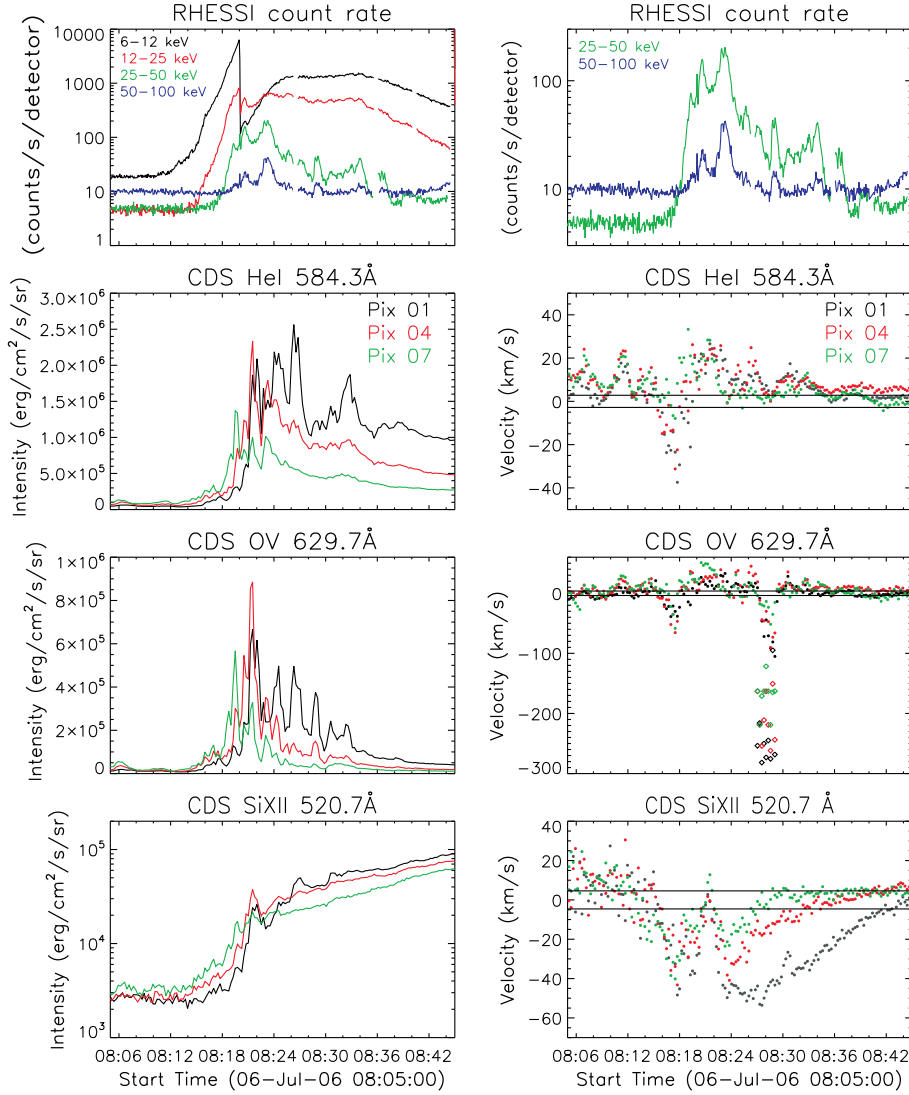 RHESSI count rate
(counts/s/detector)
10000
1000
100
10
1
6–12 keV
12–25 keV
25–50 keV
50–100 keV
RHESSI count rate
(counts/s/detector)
100
10
25–50 keV
50–100 keV
CDS HeI 584.3Å
Intensity (erg/cm²/s/sr)
3.0×10⁶
2.5×10⁶
2.0×10⁶
1.5×10⁶
1.0×10⁶
5.0×10⁵
0
Pix 01
Pix 04
Pix 07
CDS HeI 584.3Å
Velocity (km/s)
40
20
0
−20
−40
Pix 01
Pix 04
Pix 07
CDS OV 629.7Å
Intensity (erg/cm²/s/sr)
1×10⁶
8×10⁵
6×10⁵
4×10⁵
2×10⁵
0
CDS OV 629.7Å
Velocity (km/s)
0
−100
−200
−300
CDS SiXII 520.7Å
Intensity (erg/cm²/s/sr)
10⁵
10⁴
10³
08:06 08:12 08:18 08:24 08:30 08:36 08:42
Start Time (06−Jul−06 08:05:00)
CDS SiXII 520.7 Å
Velocity (km/s)
40
20
0
−20
−40
−60
08:06 08:12 08:18 08:24 08:30 08:36 08:42
Start Time (06−Jul−06 08:05:00)